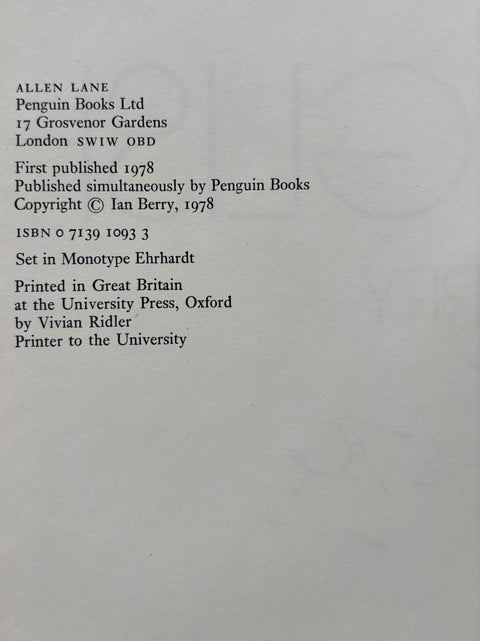 ALLEN LANE
Penguin Books Ltd
17 Grosvenor Gardens
London SWIW OBD
First published 1978
Published simultaneously by Penguin Books
Copyright © Ian Berry, 1978
ISBN 0 7139 1093 3
Set in Monotype Ehrhardt
Printed in Great Britain
at the University Press, Oxford
by Vivian Ridler
Printer to the University